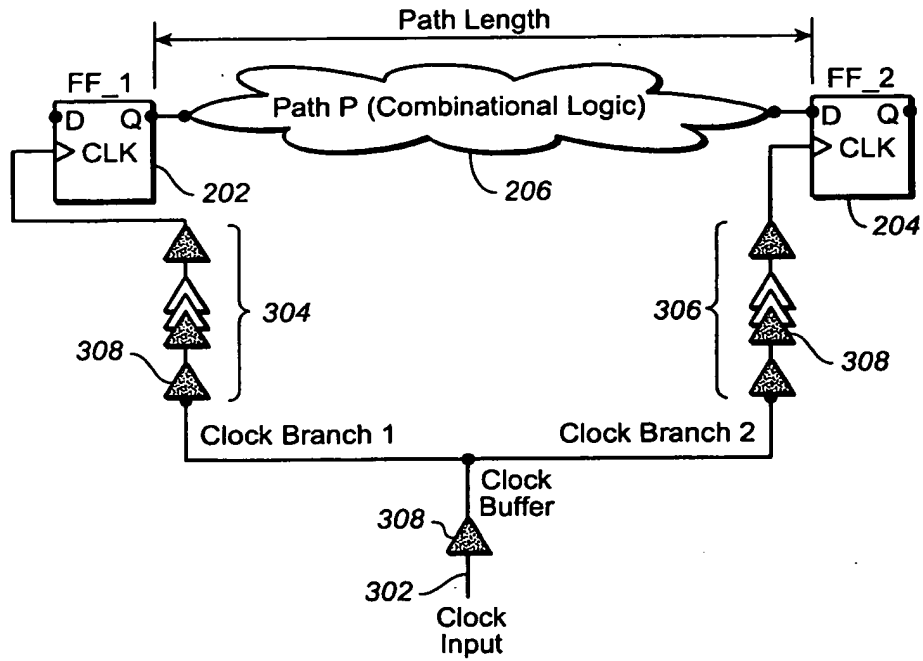 Path Length
FF_1
FF_2
D Q
Path P (Combinational Logic)
D Q
CLK
CLK
202
206
204
304
306
308
308
Clock Branch 1
Clock Branch 2
Clock
Buffer
308
302
Clock
Input